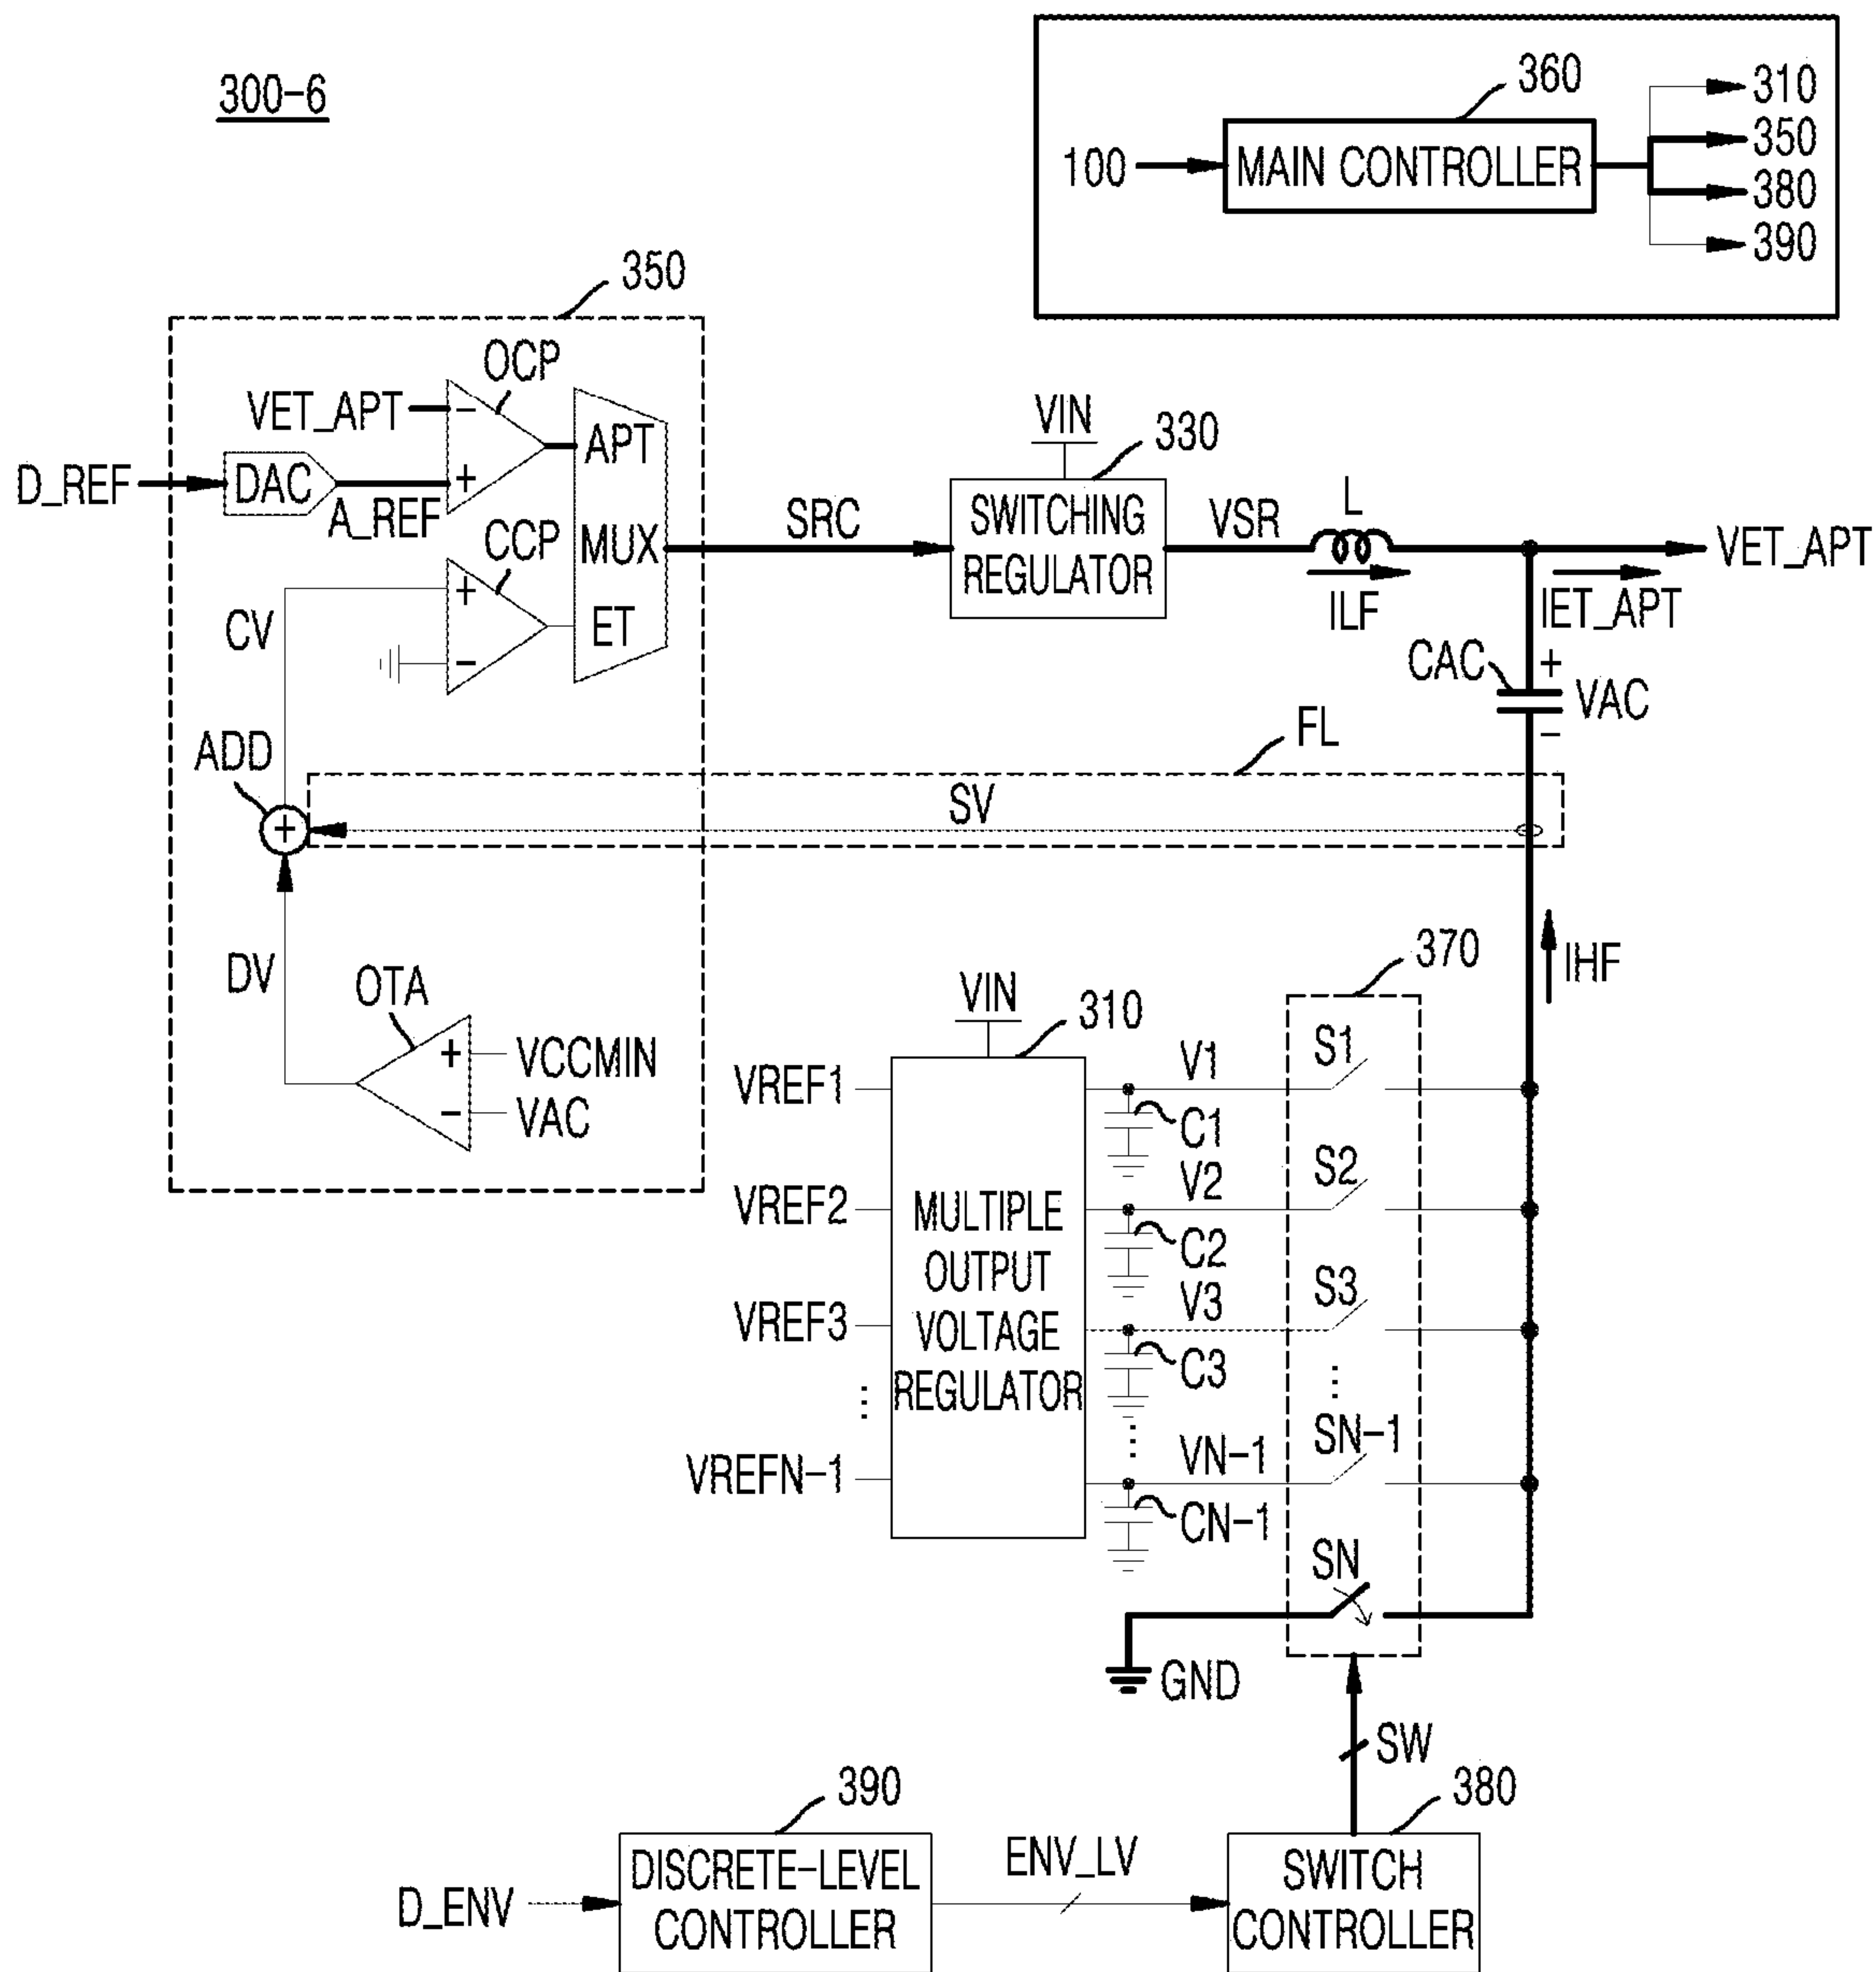 300-6
360
100
MAIN CONTROLLER
310
350
380
390
350
OCP
VET_APT
−
+
APT
D_REF
DAC
A_REF
CCP
MUX
+
−
ET
CV
SRC
VIN
330
SWITCHING
REGULATOR
VSR
L
ILF
VET_APT
IET_APT
CAC
+
VAC
−
FL
ADD
+
SV
DV
OTA
+
VCCMIN
−
VAC
370
IHF
VIN
310
VREF1
V1
S1
C1
VREF2
MULTIPLE
OUTPUT
VOLTAGE
REGULATOR
V2
S2
C2
VREF3
V3
S3
C3
⋮
⋮
⋮
VREFN-1
VN-1
SN-1
CN-1
SN
GND
SW
390
380
D_ENV
DISCRETE-LEVEL
CONTROLLER
ENV_LV
SWITCH
CONTROLLER